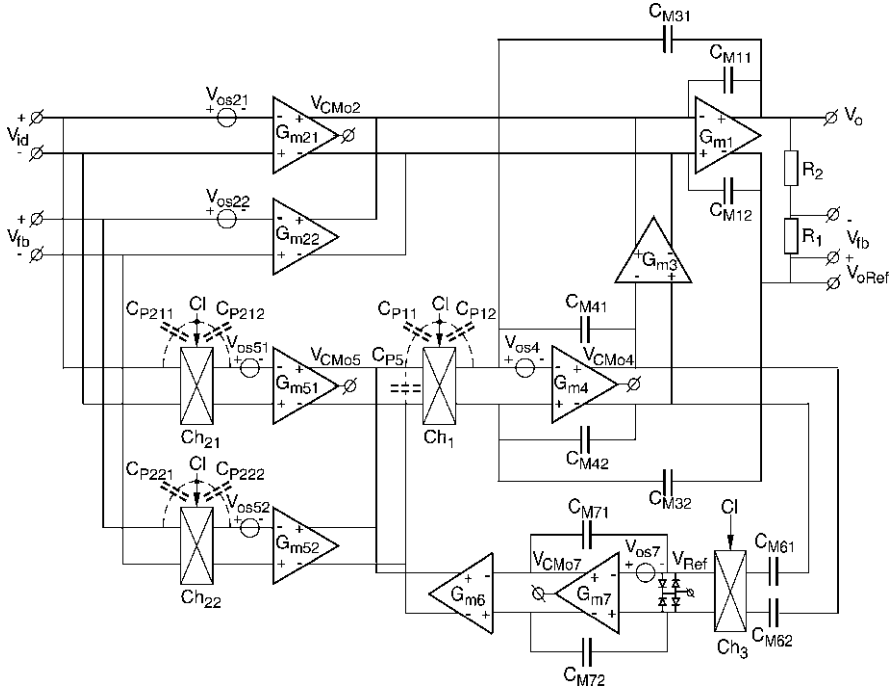 C_M31
C_M11
V_os21
V_CMo2
+ -
- +
+
V_id
-
G_m21
+ -
- +
G_m1
+ -
V_o
R_2
C_M12
V_os22
+ -
- +
+
V_fb
-
G_m22
+ -
R_1
-
V_fb
+
V_oRef
+ -
G_m3
- +
C_P211
Cl
C_P212
C_P11
Cl
C_P12
C_M41
V_os51
V_CMo5
C_P5
V_os4
V_CMo4
+ -
- +
G_m51
+ -
+ -
- +
G_m4
+ -
Ch_21
Ch_1
C_M42
C_P221
Cl
C_P222
V_os52
C_M32
+ -
- +
G_m52
+ -
C_M71
Cl
V_CMo7
V_os7
V_Ref
C_M61
Ch_22
+ -
G_m6
- +
+ -
G_m7
- +
+ -
C_M62
C_M72
Ch_3